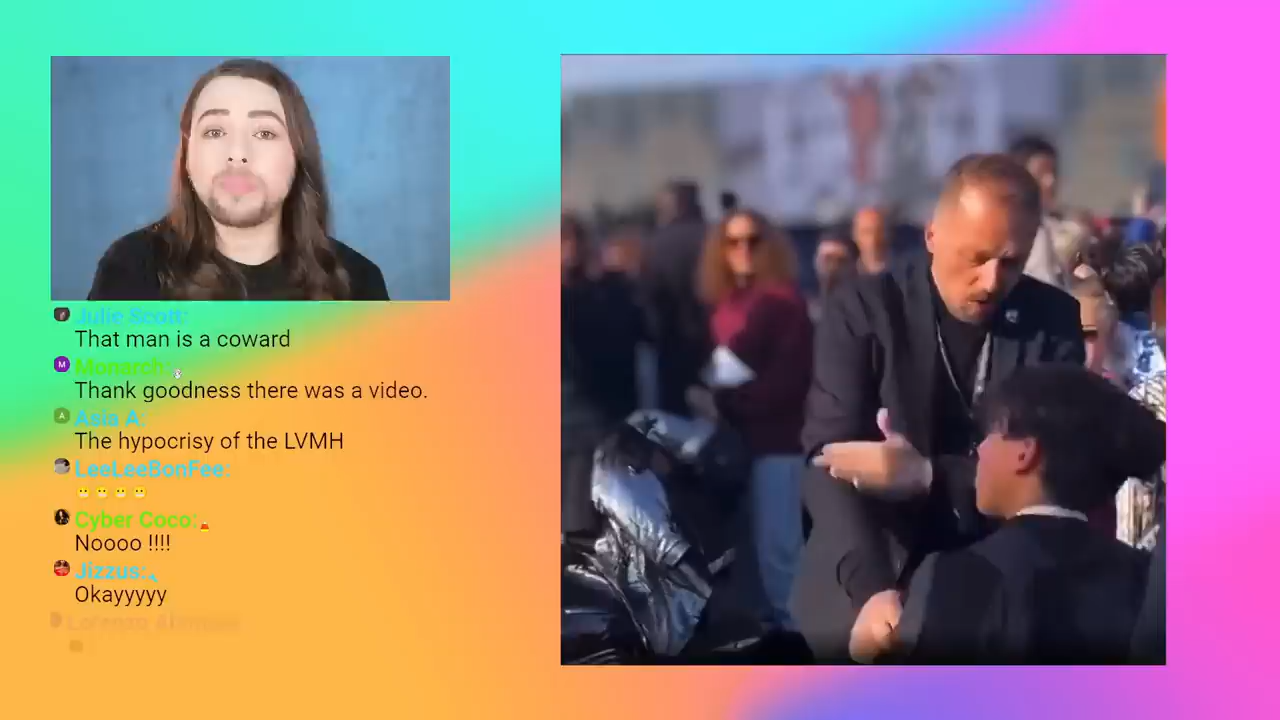 Julie Scott:
That man is a coward
M
Monarch:
Thank goodness there was a video.
A
Asia A:
The hypocrisy of the LVMH
LeeLeeBonFee:
Cyber Coco:
Noooo !!!!
Jizzus:
Okayyyyy